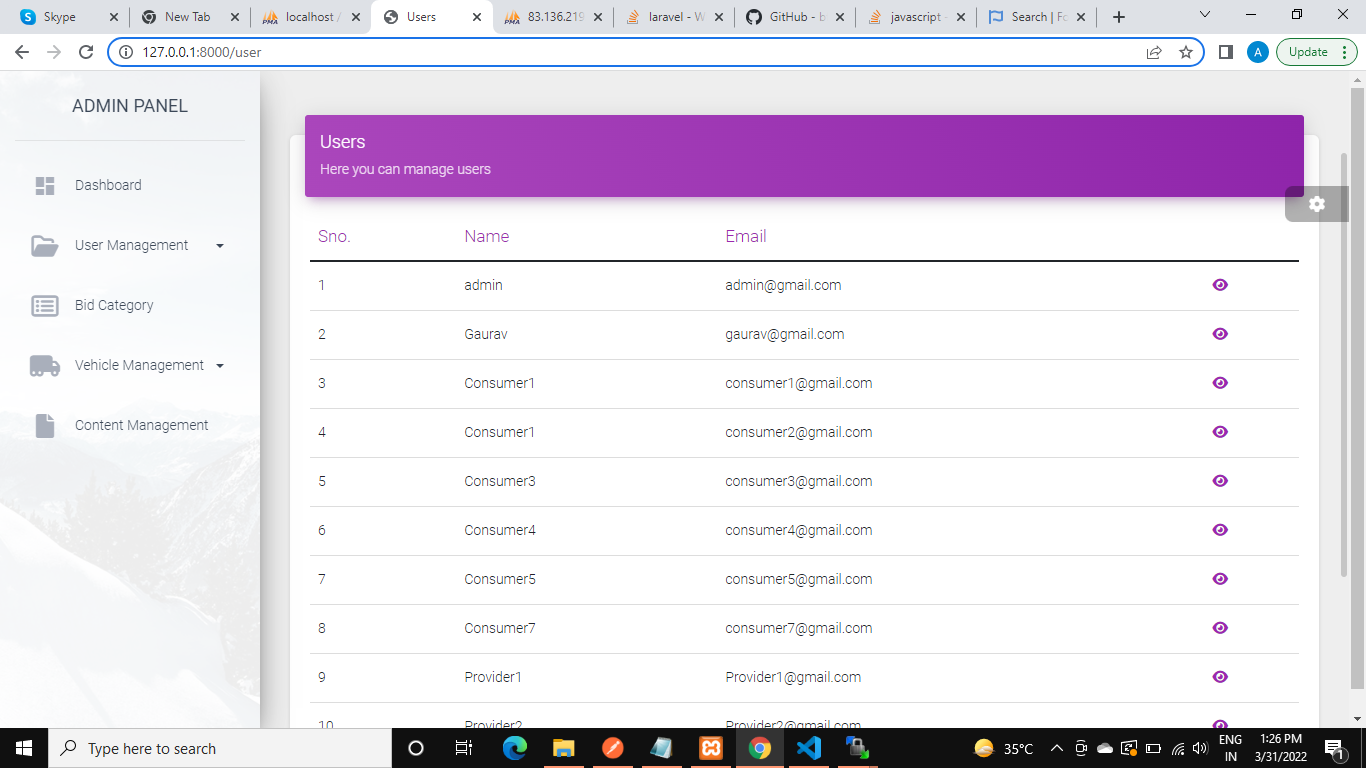 Skype
New Tab
localhost /
Users
83.136.219
laravel - W
GitHub - b
javascript -
Search | Fo
127.0.0.1:8000/user
A
Update
ADMIN PANEL
Dashboard
User Management
Bid Category
Vehicle Management
Content Management
Users
Here you can manage users
Sno. Name Email
1 admin admin@gmail.com
2 Gaurav gaurav@gmail.com
3 Consumer1 consumer1@gmail.com
4 Consumer1 consumer2@gmail.com
5 Consumer3 consumer3@gmail.com
6 Consumer4 consumer4@gmail.com
7 Consumer5 consumer5@gmail.com
8 Consumer7 consumer7@gmail.com
9 Provider1 Provider1@gmail.com
10 Provider2 Provider2@gmail.com
Type here to search
35°C
ENG
IN
1:26 PM
3/31/2022
1